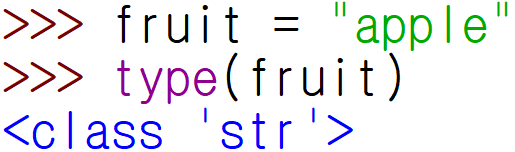 >>> fruit = "apple"
>>> type(fruit)
<class 'str'>